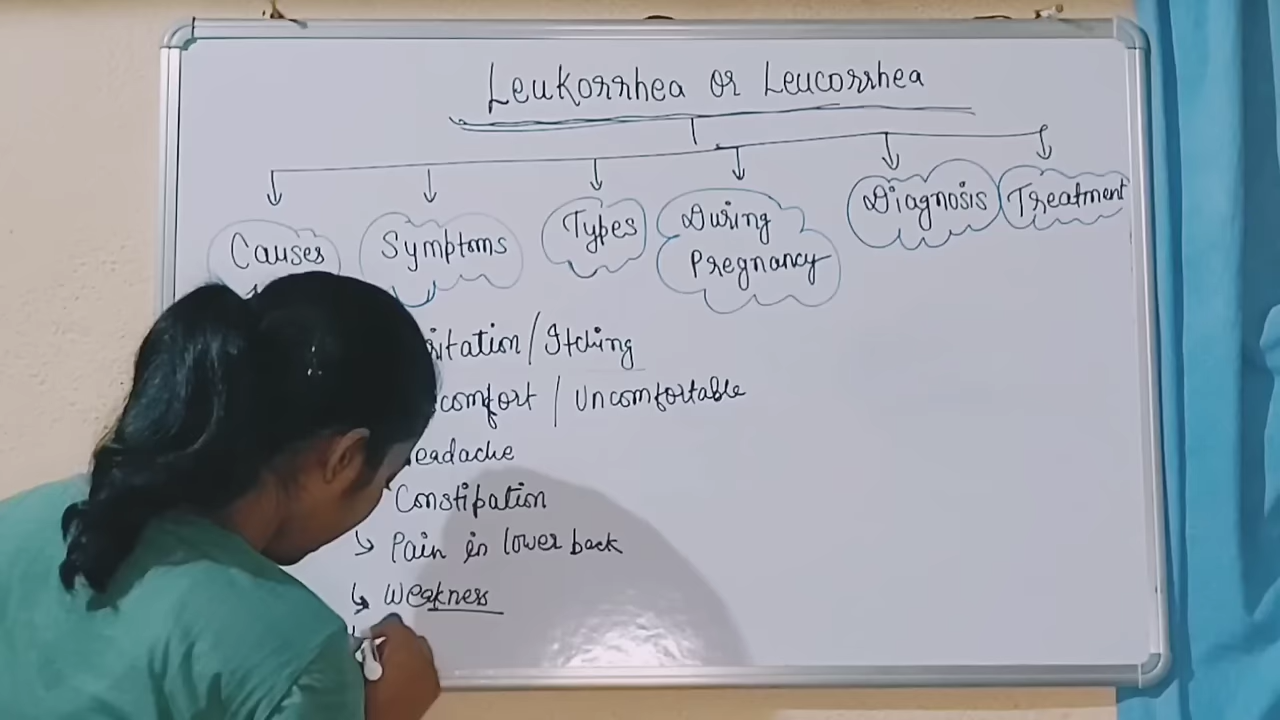 Leukorrhea or Leucorrhea
Causes
Symptoms
Types
During
Pregnancy
Diagnosis
Treatment
/ Itching
comfort / Uncomfortable
eadache
Constipation
Pain in lower back
Weakness